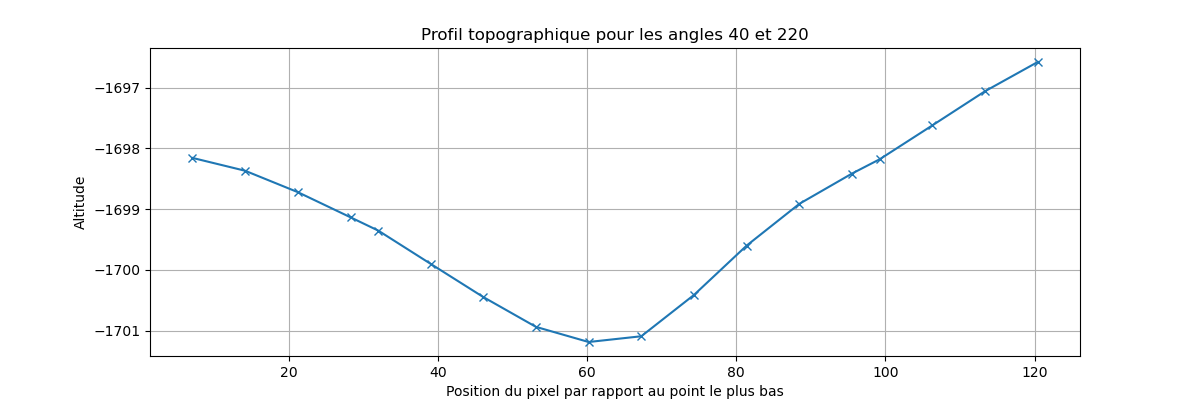 Profil topographique pour les angles 40 et 220
Altitude
−1697
−1698
−1699
−1700
−1701
20 40 60 80 100 120
Position du pixel par rapport au point le plus bas